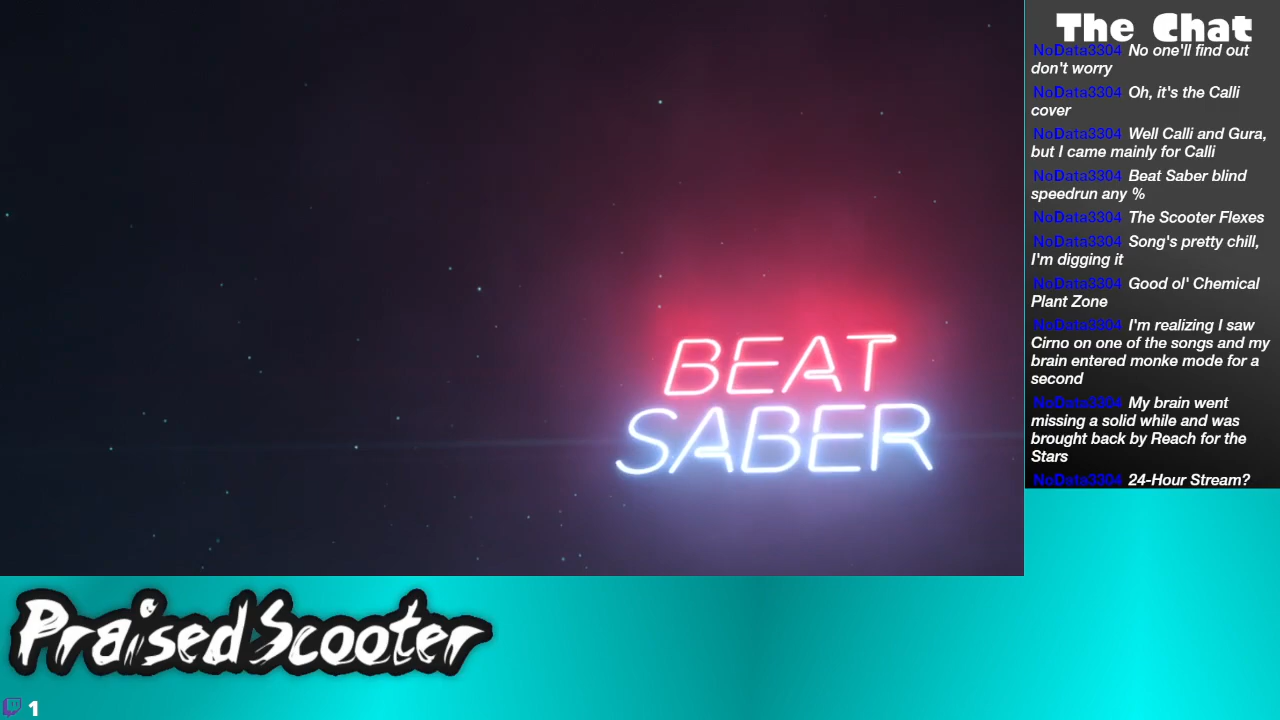 The Chat
NoData3304 No one'll find out
don't worry
NoData3304 Oh, it's the Calli
cover
NoData3304 Well Calli and Gura,
but I came mainly for Calli
NoData3304 Beat Saber blind
speedrun any %
NoData3304 The Scooter Flexes
NoData3304 Song's pretty chill,
I'm digging it
NoData3304 Good ol' Chemical
Plant Zone
NoData3304 I'm realizing I saw
Cirno on one of the songs and my
brain entered monke mode for a
second
NoData3304 My brain went
missing a solid while and was
brought back by Reach for the
Stars
NoData3304 24-Hour Stream?
BEAT
SABER
PraisedScooter
1